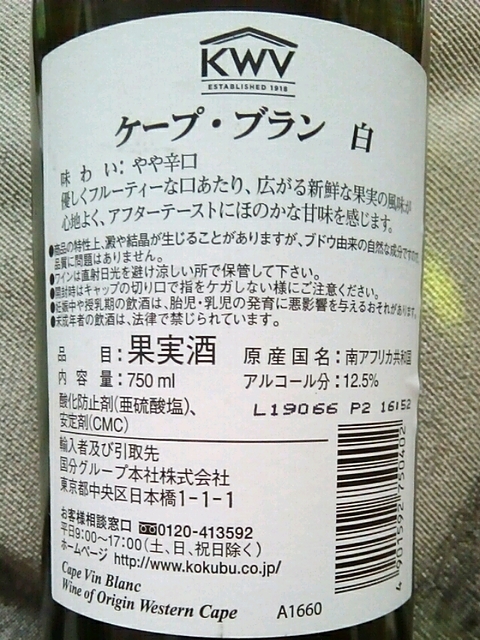 KWV
ESTABLISHED 1918
ケープ・ブラン 白
味わい:やや辛口
優しくフルーティーな口あたり、広がる新鮮な果実の風味が
心地よく、アフターテーストにほのかな甘味を感じます。
●商品の特性上、澱や結晶が生じることがありますが、ブドウ由来の自然な成分ですので、
品質に問題はありません。
●ワインは直射日光を避け涼しい所で保管して下さい。
●開封時はキャップの切り口で指をケガしない様にご注意ください。
●妊娠中や授乳期の飲酒は、胎児・乳児の発育に悪影響を与えるおそれがあります。
●未成年者の飲酒は、法律で禁じられています。
品目:果実酒 原産国名:南アフリカ共和国
内容量:750ml アルコール分:12.5%
酸化防止剤(亜硫酸塩)、
安定剤(CMC)
L19066 P2 16:52
輸入者及び引取先
国分グループ本社株式会社
東京都中央区日本橋1-1-1
お客様相談窓口 0120-413592
平日9:00〜17:00(土、日、祝日除く)
ホームページ http://www.kokubu.co.jp/
4 901592 750402
Cape Vin Blanc
Wine of Origin Western Cape
A1660